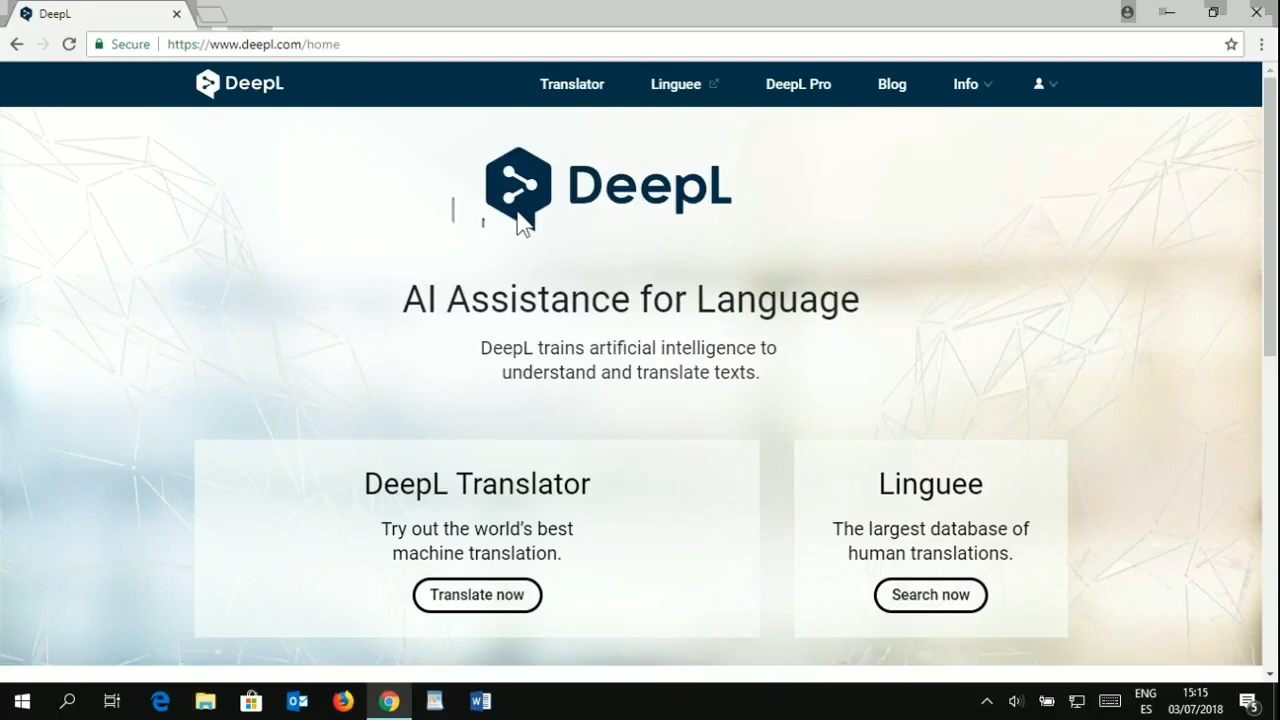 DeepL
Secure
https://www.deepl.com/home
DeepL
Translator
Linguee
DeepL Pro
Blog
Info
DeepL
AI Assistance for Language
DeepL trains artificial intelligence to
understand and translate texts.
DeepL Translator
Try out the world's best
machine translation.
Translate now
Linguee
The largest database of
human translations.
Search now
ENG
ES
15:15
03/07/2018
5